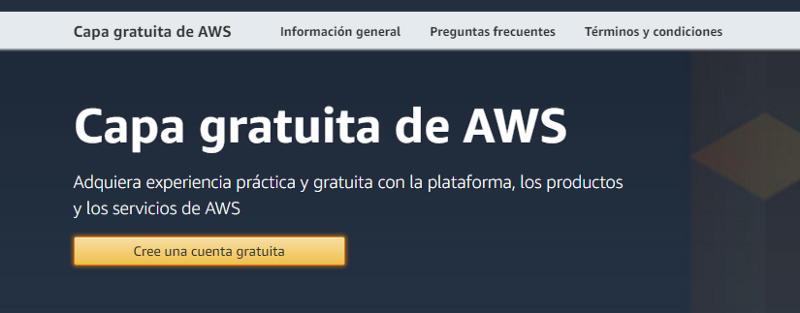 Capa gratuita de AWS Información general Preguntas frecuentes Términos y condiciones
Capa gratuita de AWS
Adquiera experiencia práctica y gratuita con la plataforma, los productos
y los servicios de AWS
Cree una cuenta gratuita